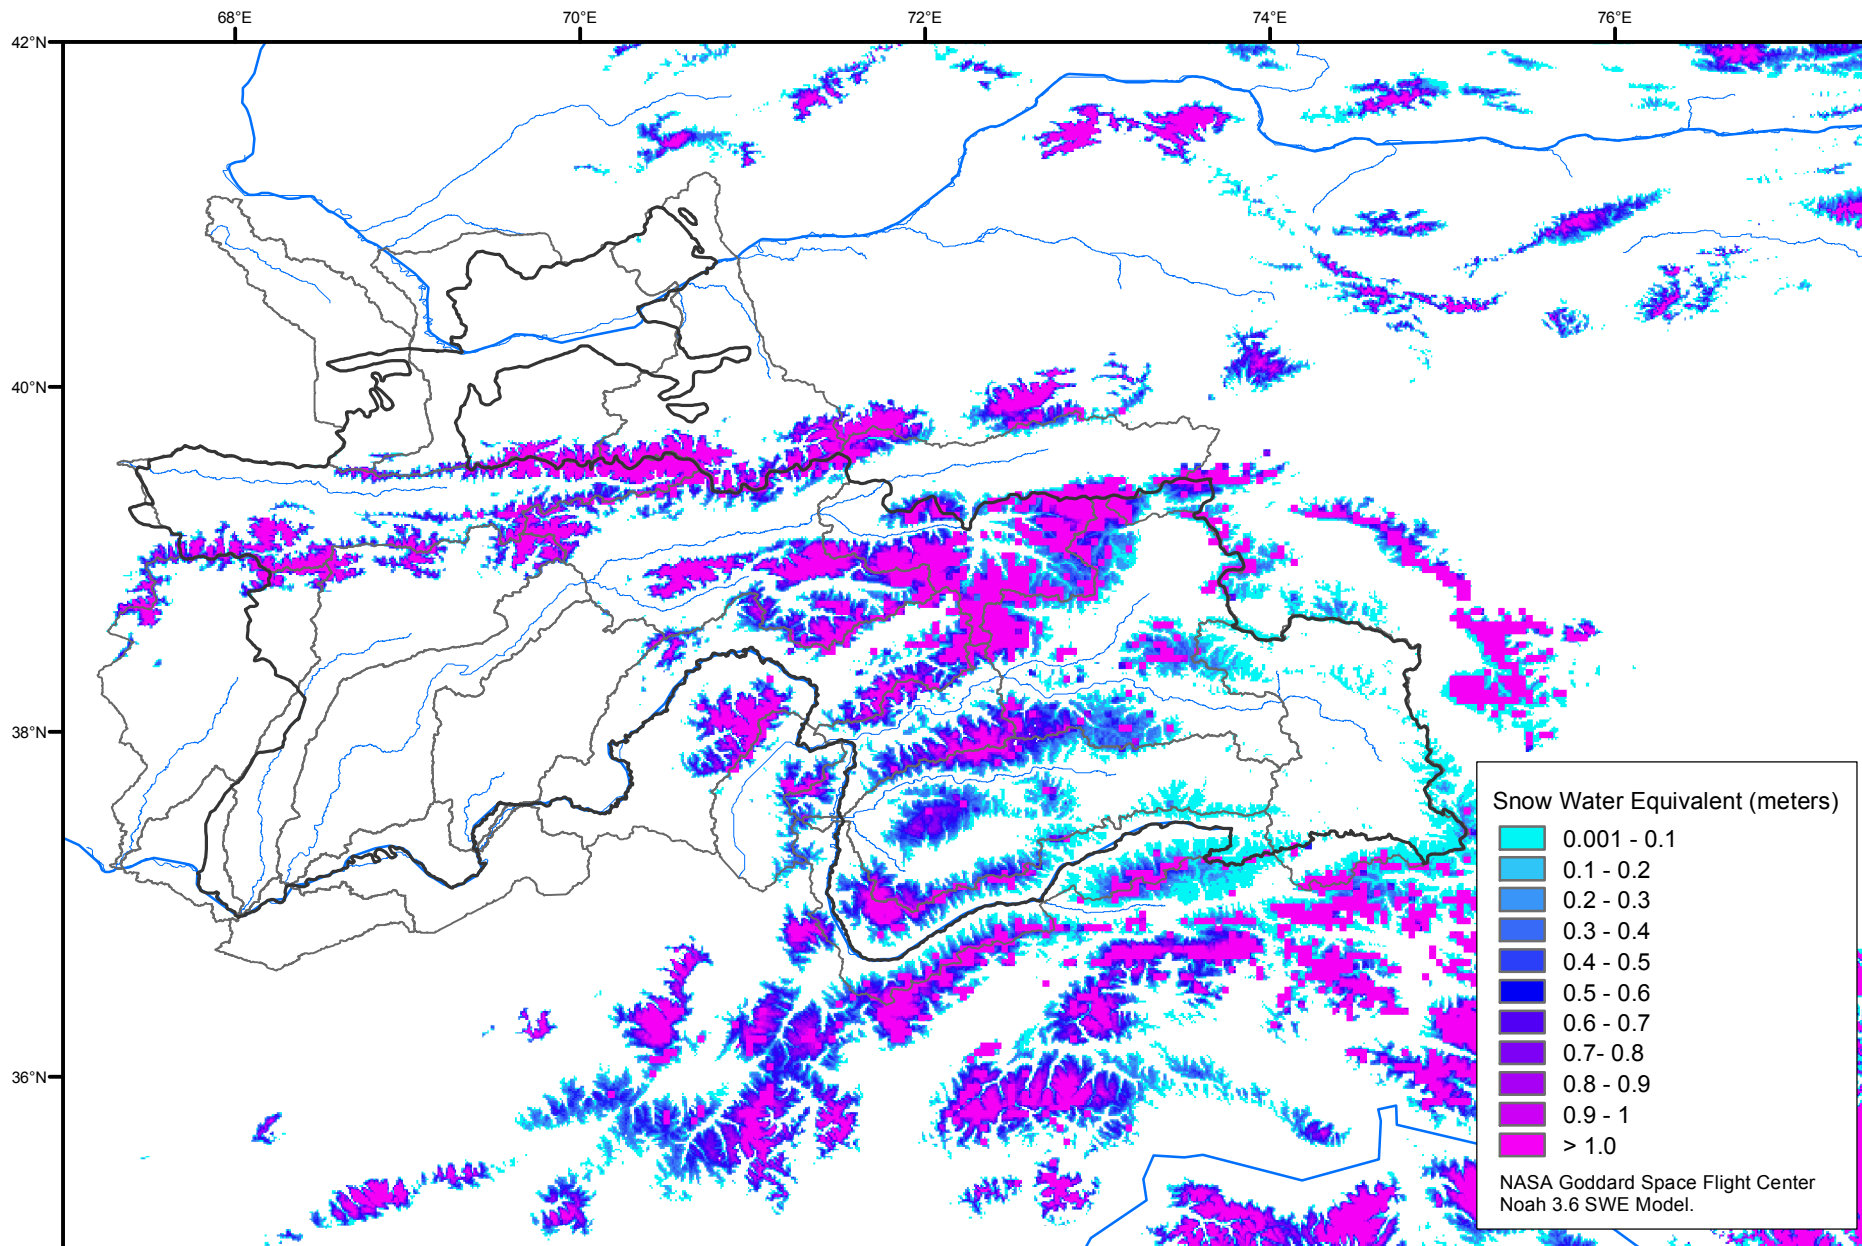 68°E
70°E
72°E
74°E
76°E
42°N
40°N
38°N
36°N
Snow Water Equivalent (meters)
0.001 - 0.1
0.1 - 0.2
0.2 - 0.3
0.3 - 0.4
0.4 - 0.5
0.5 - 0.6
0.6 - 0.7
0.7- 0.8
0.8 - 0.9
0.9 - 1
> 1.0
NASA Goddard Space Flight Center
Noah 3.6 SWE Model.